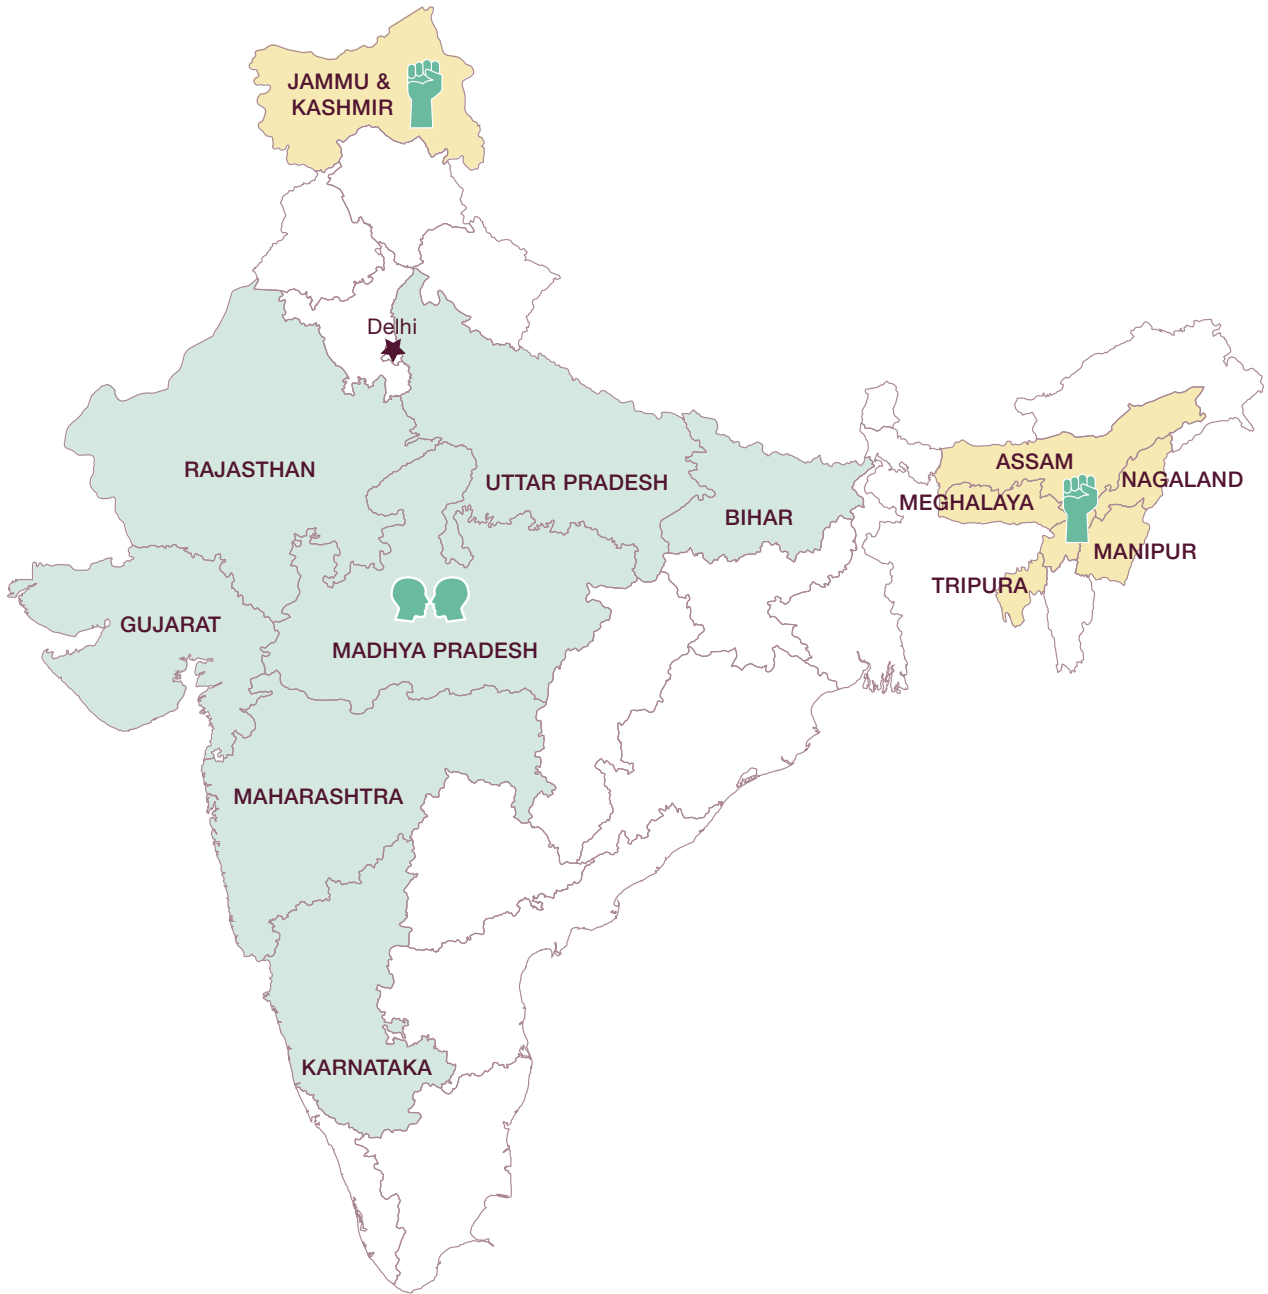 JAMMU &
KASHMIR
Delhi
RAJASTHAN
UTTAR PRADESH
BIHAR
ASSAM
NAGALAND
MEGHALAYA
MANIPUR
TRIPURA
GUJARAT
MADHYA PRADESH
MAHARASHTRA
KARNATAKA